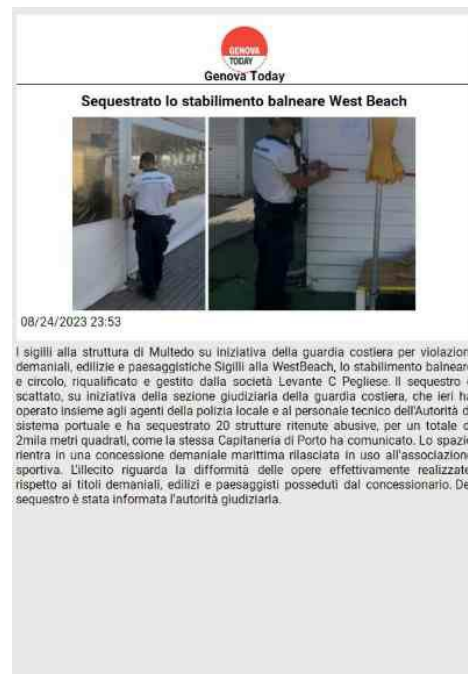 GENOVA
TODAY
Genova Today
Sequestrato lo stabilimento balneare West Beach
08/24/2023 23:53
I sigilli alla struttura di Multedo su iniziativa della guardia costiera per violazion
demaniali, edilizie e paesaggistiche Sigilli alla WestBeach, lo stabilimento balneare
e circolo, riqualificato e gestito dalla società Levante C Pegliese. Il sequestro
scattato, su iniziativa della sezione giudiziaria della guardia costiera, che ieri ha
operato insieme agli agenti della polizia locale e al personale tecnico dell'Autorità d
sistema portuale e ha sequestrato 20 strutture ritenute abusive, per un totale d
2mila metri quadrati, come la stessa Capitaneria di Porto ha comunicato. Lo spazio
rientra in una concessione demaniale marittima rilasciata in uso all'associazione
sportiva. L'illecito riguarda la difformità delle opere effettivamente realizzate
rispetto ai titoli demaniali, edilizi e paesaggisti posseduti dal concessionario. De
sequestro è stata informata l'autorità giudiziaria.